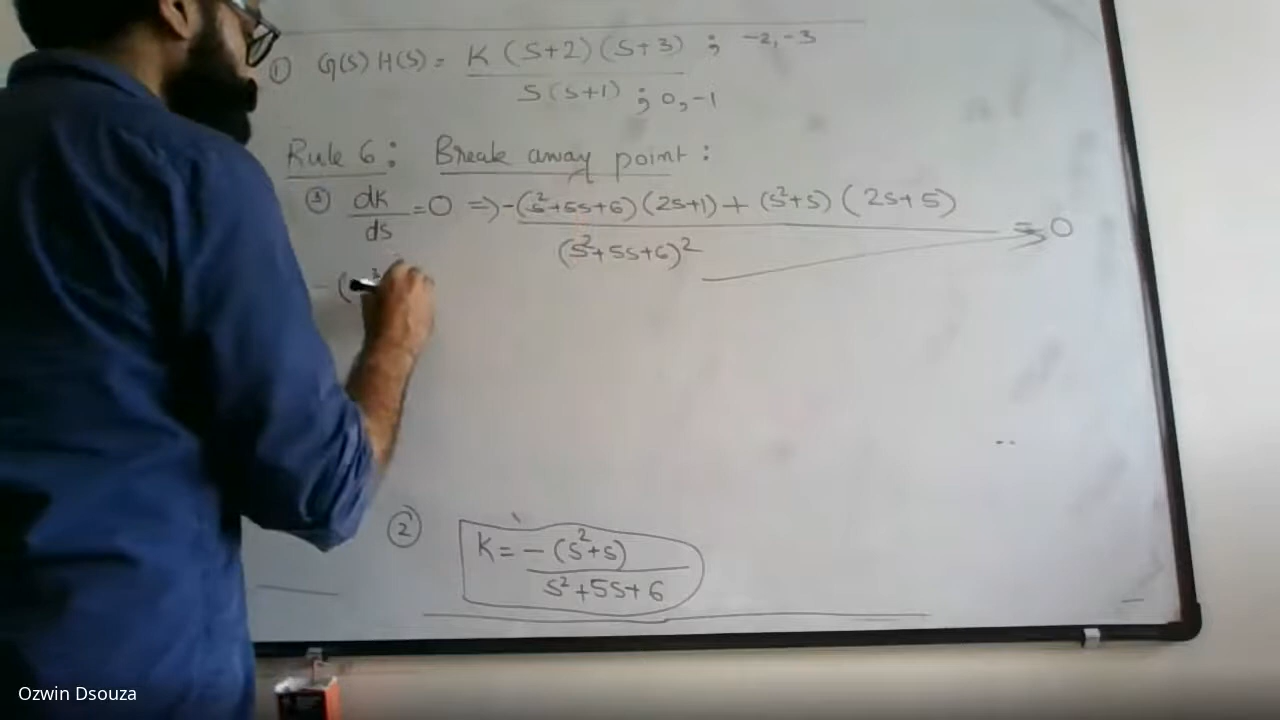 ① G(S) H(S) = K (S+2) (S+3) ; -2, -3
S (S+1) ; 0, -1
Rule 6 : Break away point :
③ dK/ds = 0 => -(s²+5s+6) (2s+1) + (s²+s) (2s+5) = 0
(s²+5s+6)²
- (
② K = -(s²+s)
s²+5s+6
Ozwin Dsouza